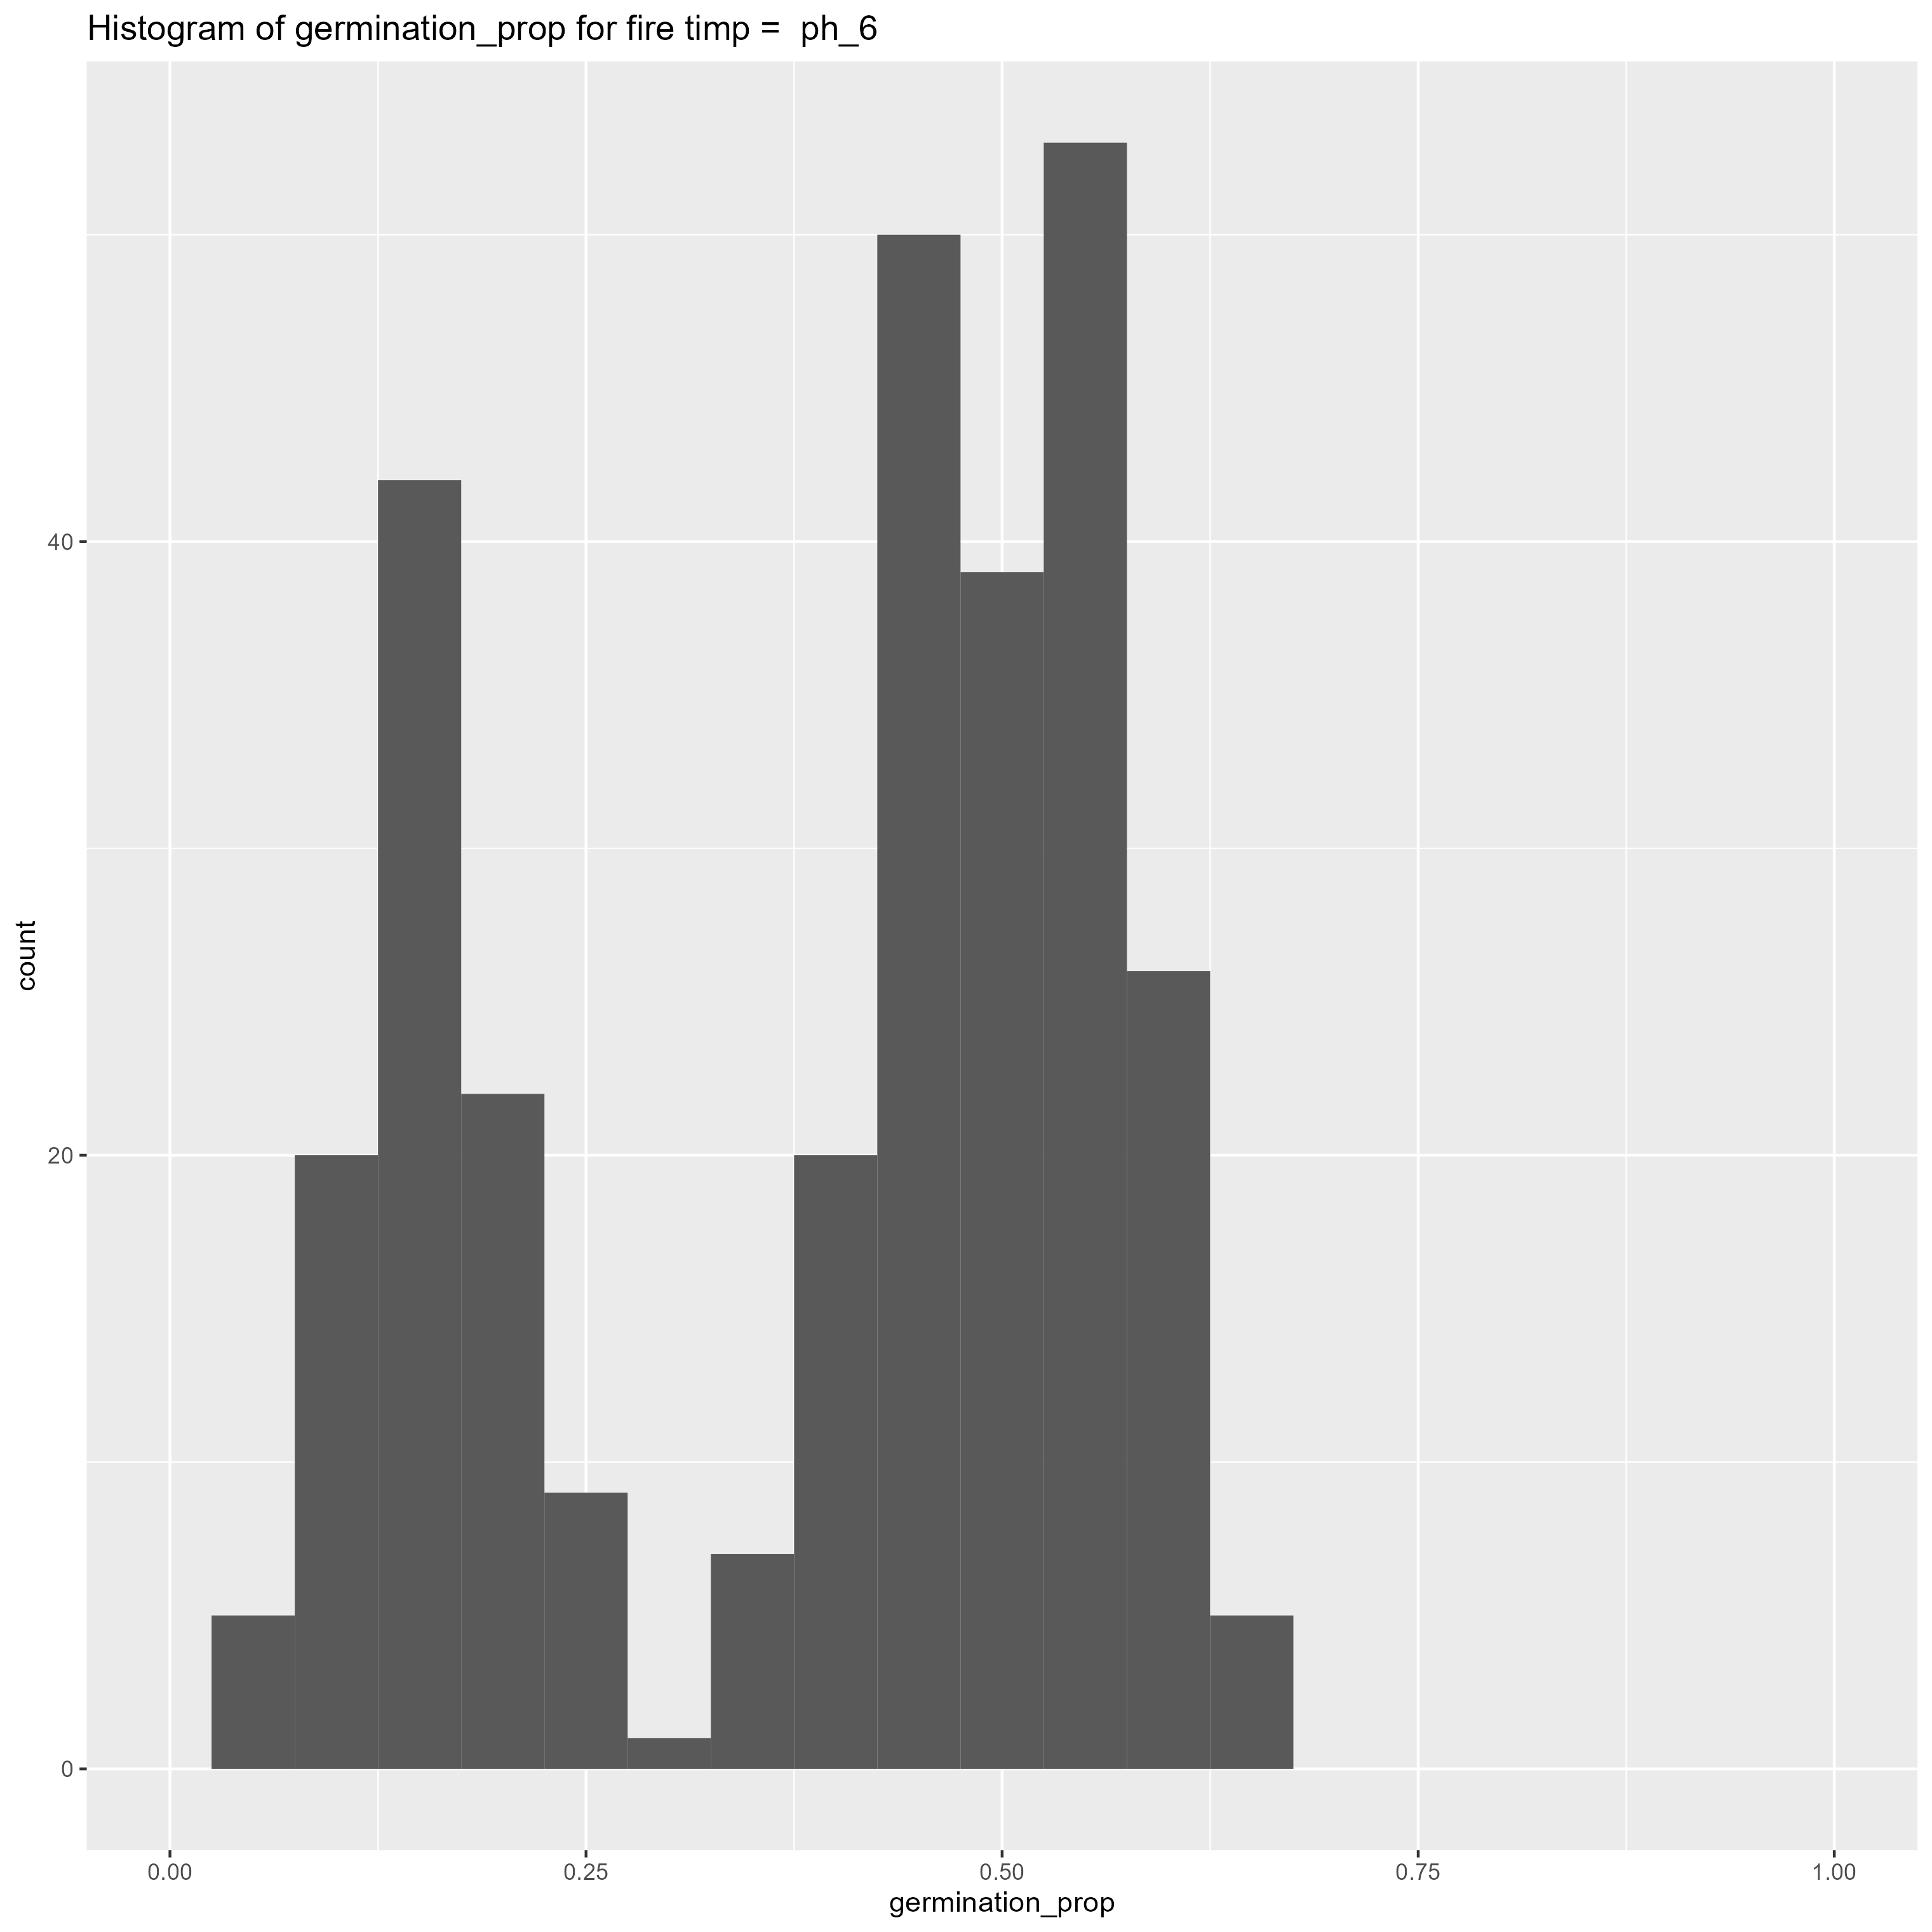 Histogram of germination_prop for fire timp =  ph_6
count
40
20
0
0.00 0.25 0.50 0.75 1.00
germination_prop